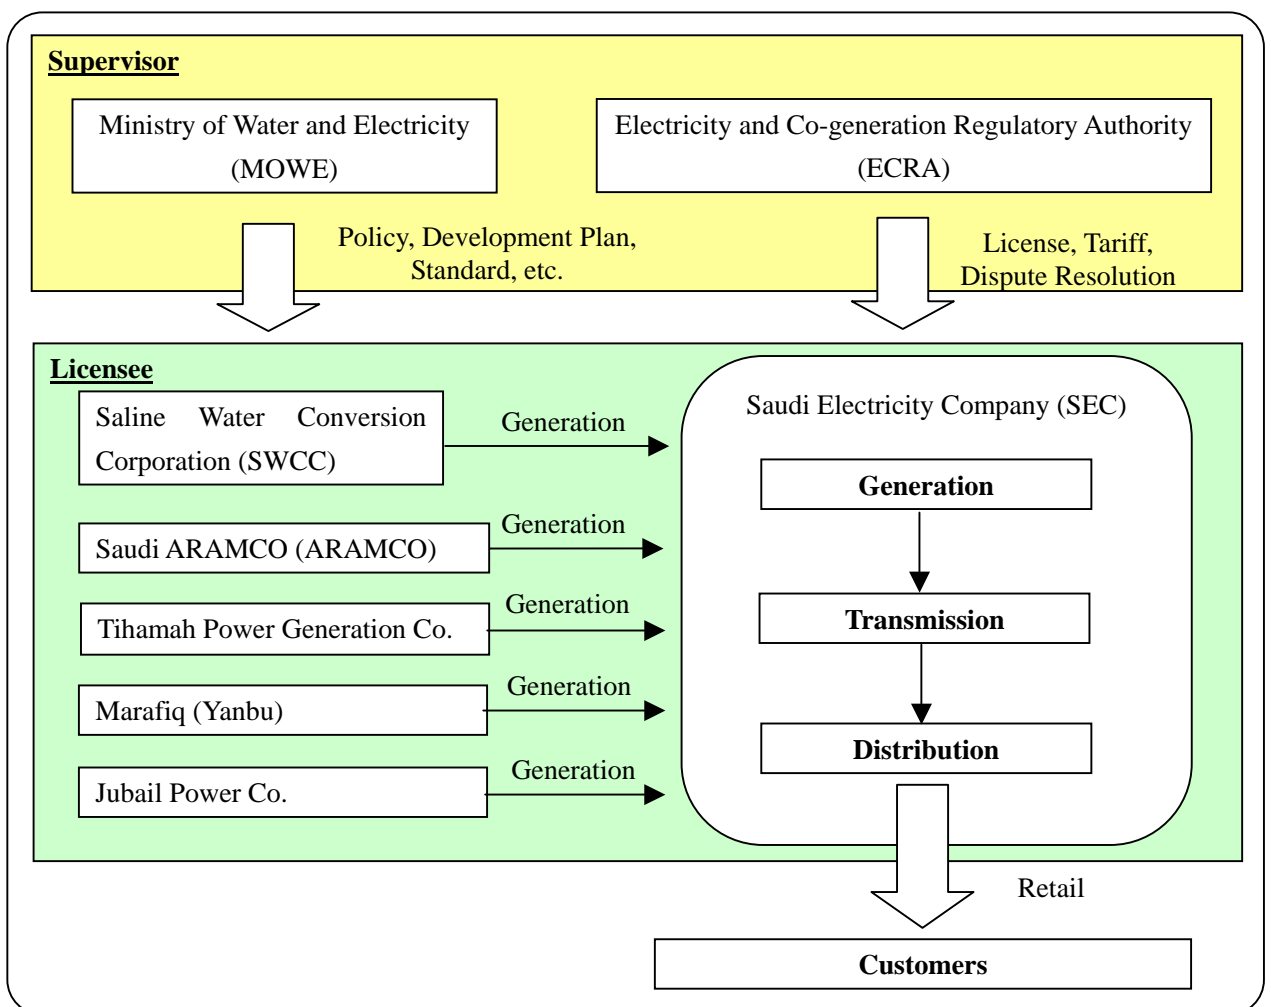 Supervisor
Ministry of Water and Electricity
(MOWE)
Electricity and Co-generation Regulatory Authority
(ECRA)
Policy, Development Plan,
Standard, etc.
License, Tariff,
Dispute Resolution
Licensee
Saline Water Conversion
Corporation (SWCC)
Generation
Saudi ARAMCO (ARAMCO)
Generation
Tihamah Power Generation Co.
Generation
Marafiq (Yanbu)
Generation
Jubail Power Co.
Generation
Saudi Electricity Company (SEC)
Generation
Transmission
Distribution
Retail
Customers